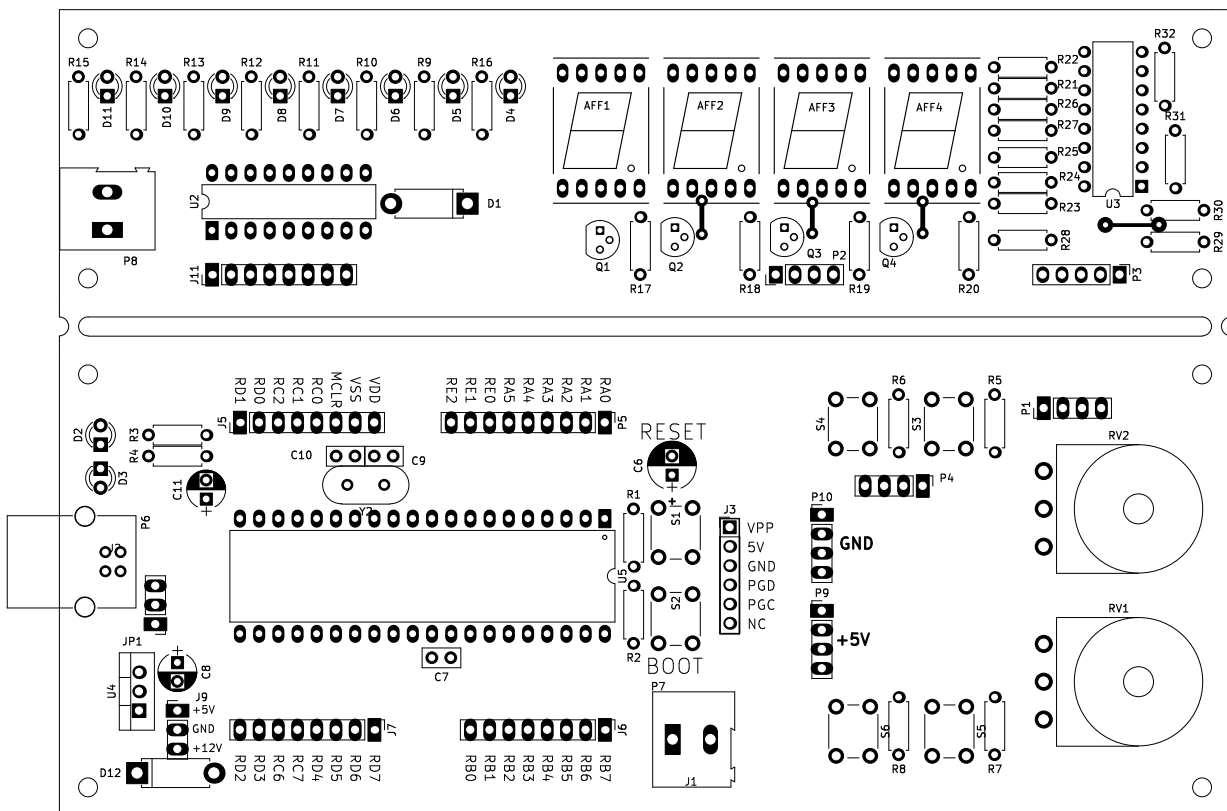 R15 R14 R13 R12 R11 R10 R9 R16
D11 D10 D9 D8 D7 D6 D5 D4
AFF1 AFF2 AFF3 AFF4
R22
R21
R26
R27
R25
R24
R23
R28
R32
R31
U3
R30
R29
U2
D1
P8
J11
Q1 Q2 Q3 Q4
P2
R17 R18 R19 R20
P3
RD1
RD0
RC2
RC1
RC0
MCLR
VSS
VDD
J5
RE2
RE1
RE0
RA5
RA4
RA3
RA2
RA1
RA0
P5
RESET
C6
D2
R3
R4
D3
C11
C10
C9
Y2
P6
J2
R6
R5
S4
S3
P1
RV2
P4
R1
S1
J3
VPP
5V
GND
PGD
PGC
NC
P10
GND
P9
+5V
U5
S2
R2
BOOT
C7
JP1
U4
C8
J9
+5V
GND
+12V
D12
J7
RD2
RD3
RC6
RC7
RD4
RD5
RD6
RD7
J6
RB0
RB1
RB2
RB3
RB4
RB5
RB6
RB7
P7
J1
S6
S5
R8
R7
RV1